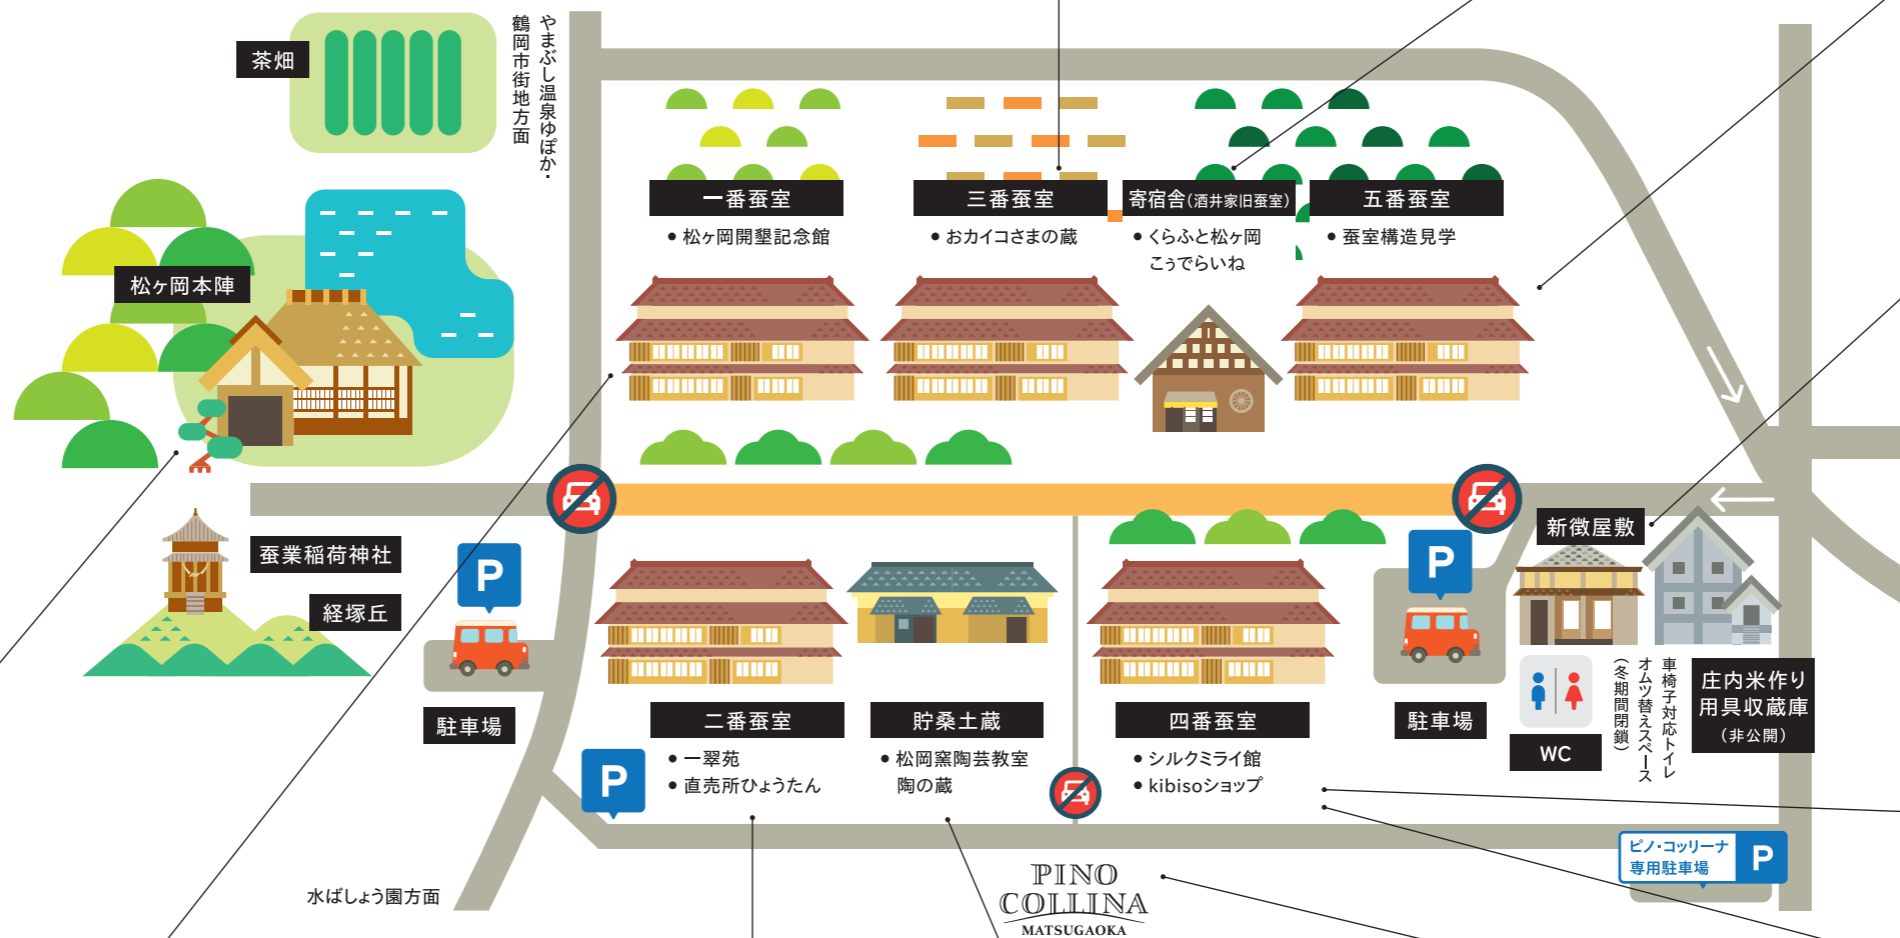 茶畑
やまぶし温泉ゆぽか・
鶴岡市街地方面
松ヶ岡本陣
一番蚕室
● 松ヶ岡開墾記念館
三番蚕室
● おカイコさまの蔵
寄宿舎(酒井家旧蚕室)
● くらふと松ヶ岡
こぅでらいね
五番蚕室
● 蚕室構造見学
蚕業稲荷神社
経塚丘
P
駐車場
二番蚕室
● 一翠苑
● 直売所ひょうたん
貯桑土蔵
● 松岡窯陶芸教室
陶の蔵
四番蚕室
● シルクミライ館
● kibisoショップ
P
駐車場
新徴屋敷
WC
車椅子対応トイレ
オムツ替えスペース
(冬期間閉鎖)
庄内米作り
用具収蔵庫
(非公開)
P
ピノ・コッリーナ
専用駐車場
P
水ばしょう園方面
PINO
COLLINA
MATSUGAOKA